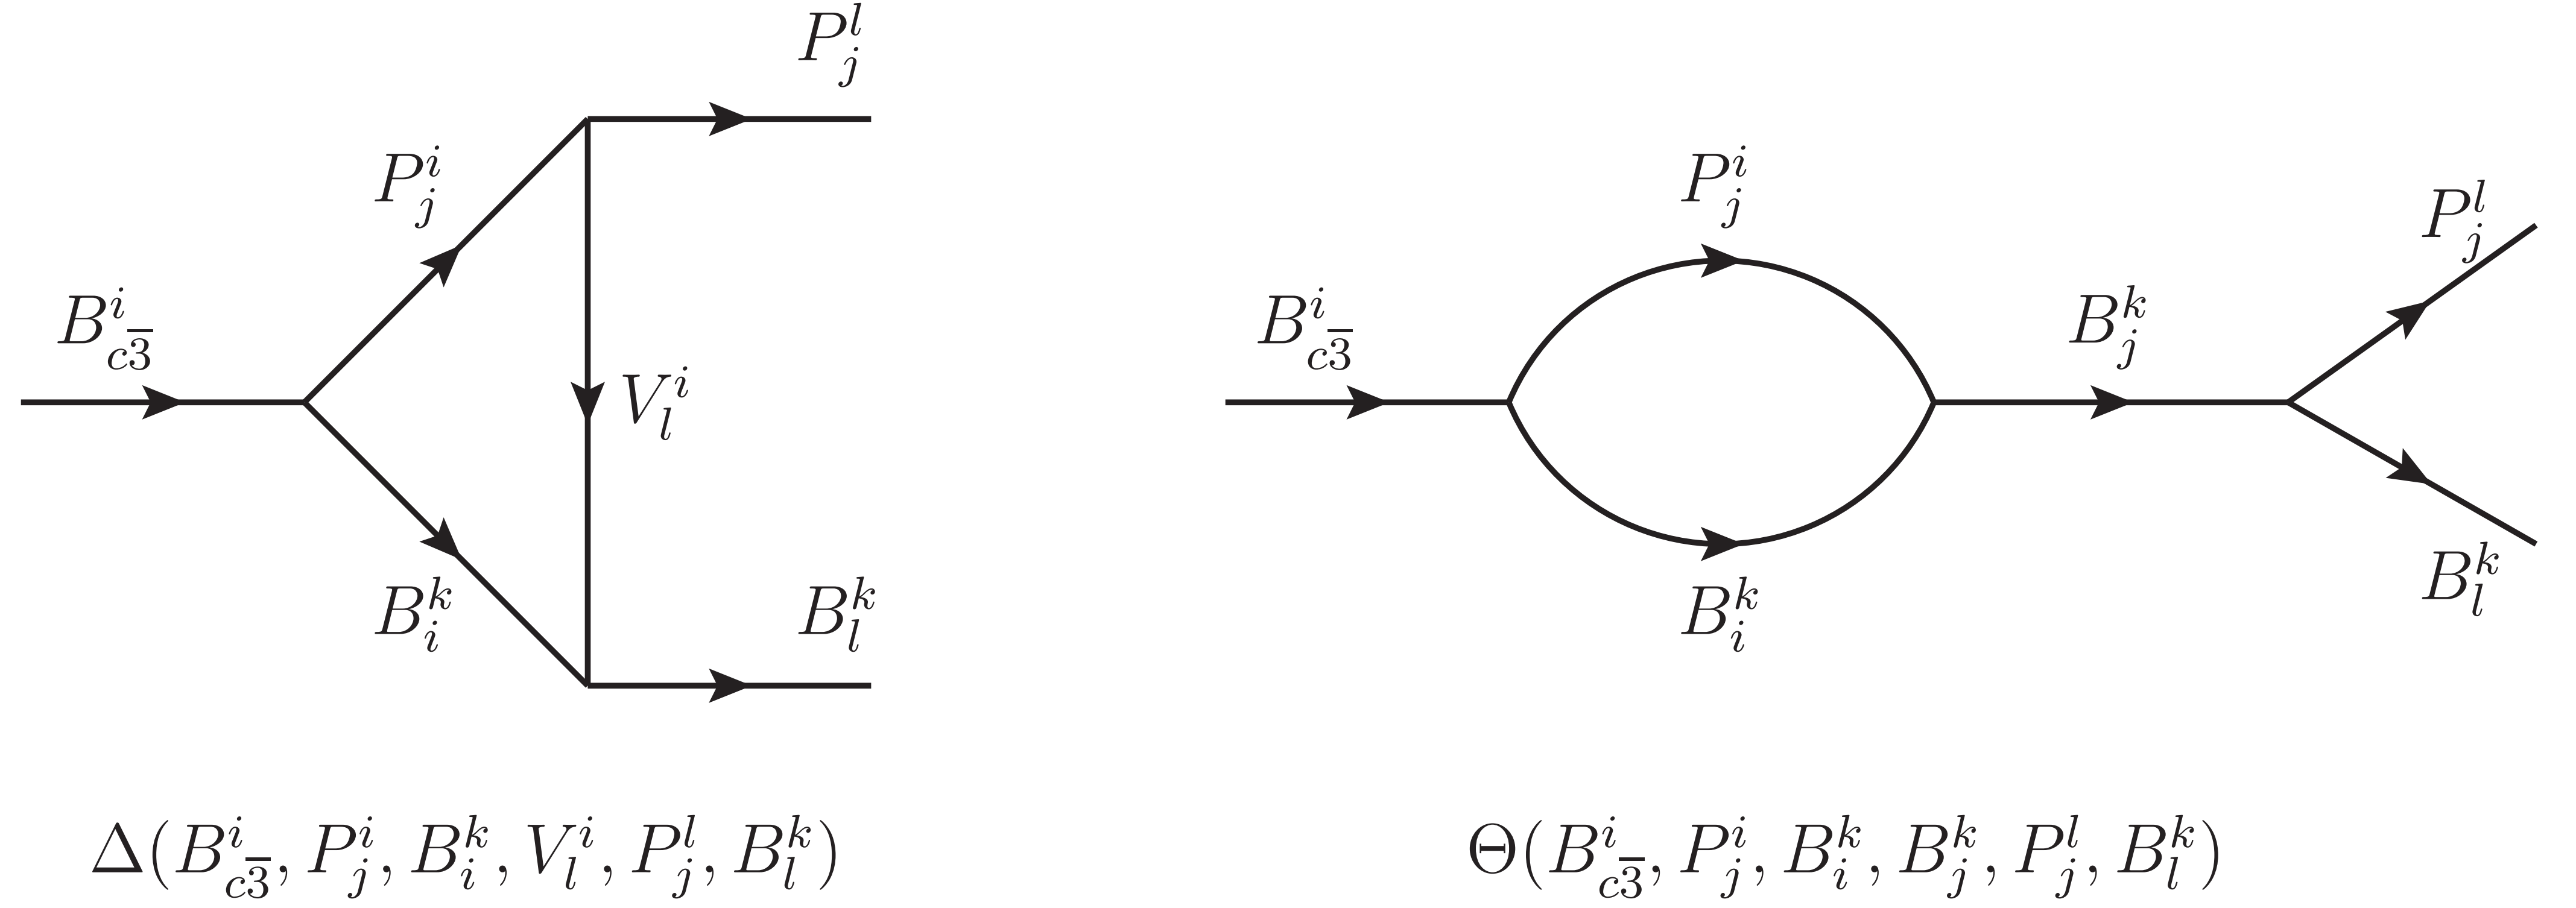 P^l_j
P^i_j
B^i_{c\overline{3}}
V^i_l
B^k_i
B^k_l
Δ(B^i_{c\overline{3}}, P^i_j, B^k_i, V^i_l, P^l_j, B^k_l)
P^i_j
P^l_j
B^i_{c\overline{3}}
B^k_j
B^k_i
B^k_l
Θ(B^i_{c\overline{3}}, P^i_j, B^k_i, B^k_j, P^l_j, B^k_l)